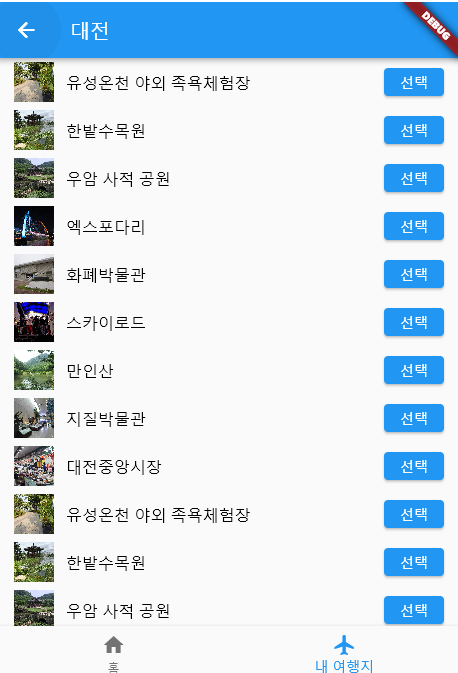 대전
DEBUG
유성온천 야외 족욕체험장 선택
한밭수목원 선택
우암 사적 공원 선택
엑스포다리 선택
화폐박물관 선택
스카이로드 선택
만인산 선택
지질박물관 선택
대전중앙시장 선택
유성온천 야외 족욕체험장 선택
한밭수목원 선택
우암 사적 공원 선택
홈 내 여행지